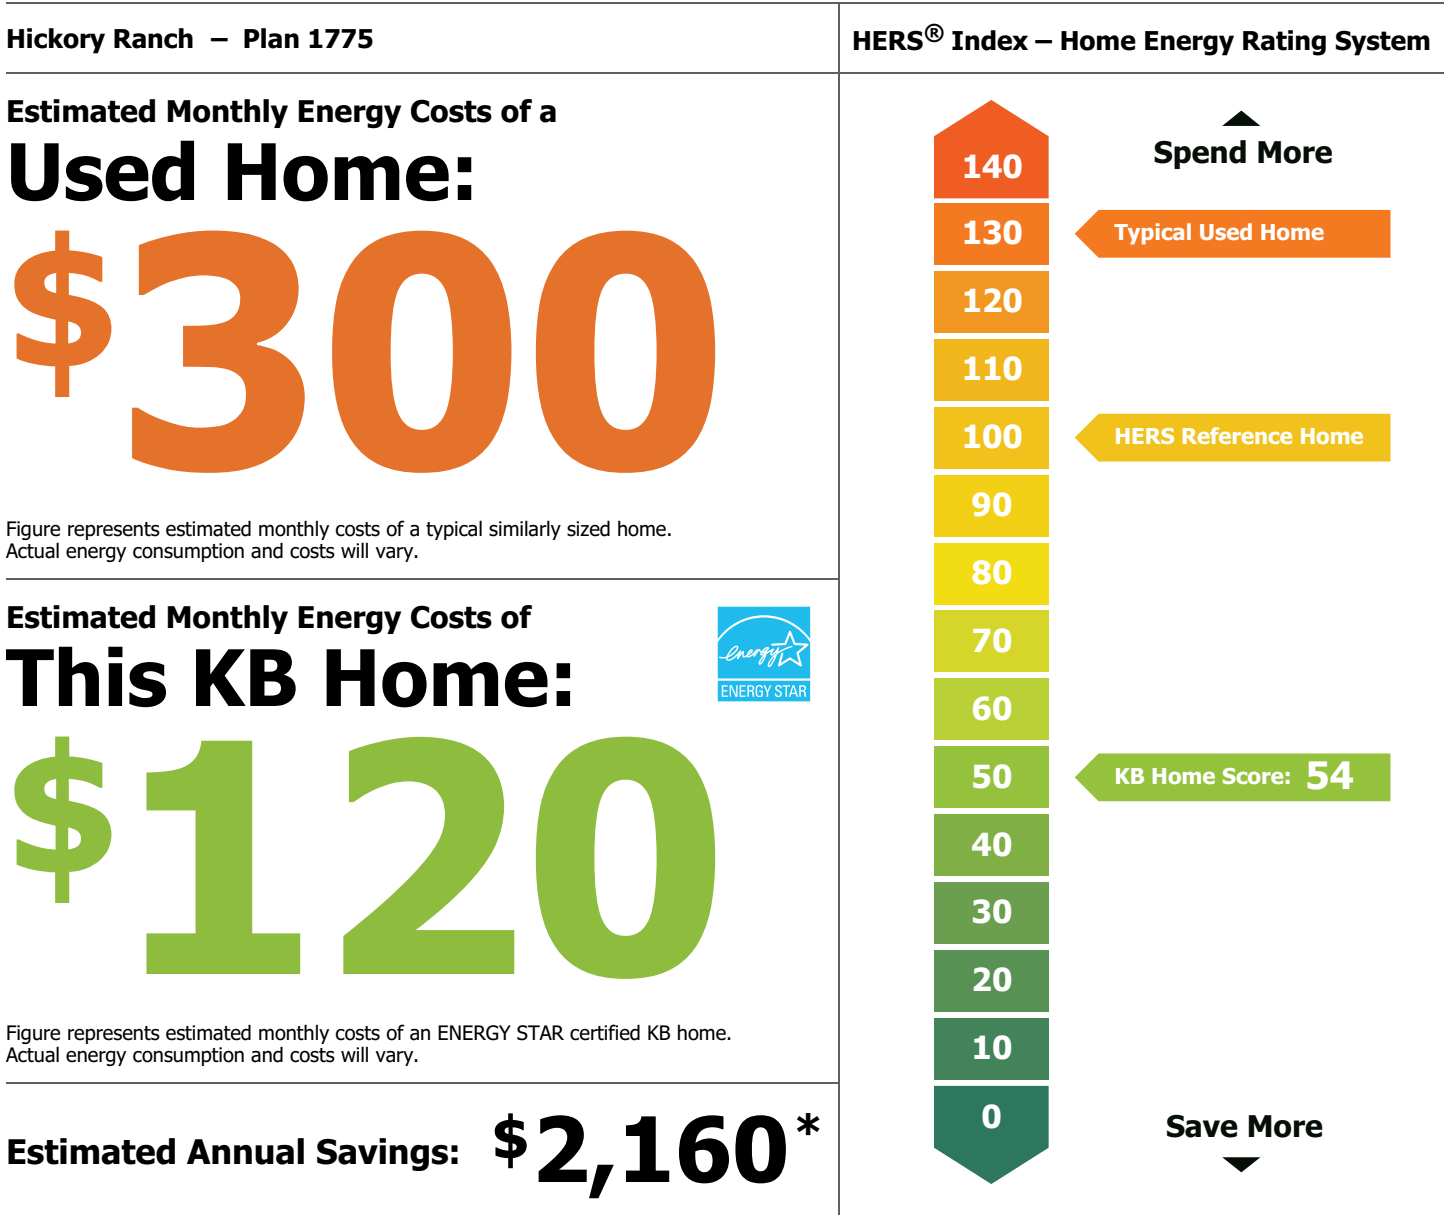 Hickory Ranch – Plan 1775
Estimated Monthly Energy Costs of a
Used Home:
$300
Figure represents estimated monthly costs of a typical similarly sized home.
Actual energy consumption and costs will vary.
Estimated Monthly Energy Costs of
This KB Home:
energy
ENERGY STAR
$120
Figure represents estimated monthly costs of an ENERGY STAR certified KB home.
Actual energy consumption and costs will vary.
Estimated Annual Savings: $2,160*
HERS® Index – Home Energy Rating System
Spend More
140
130
Typical Used Home
120
110
100
HERS Reference Home
90
80
70
60
50
KB Home Score: 54
40
30
20
10
0
Save More